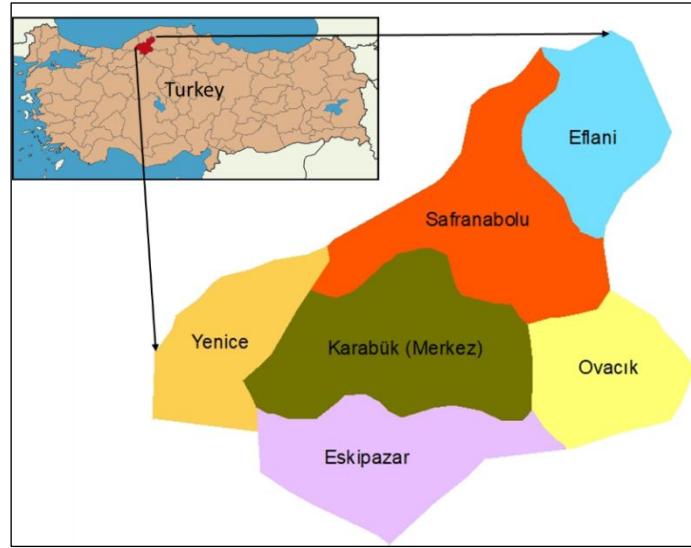 Turkey
Eflani
Safranabolu
Yenice
Karabük (Merkez)
Ovacık
Eskipazar